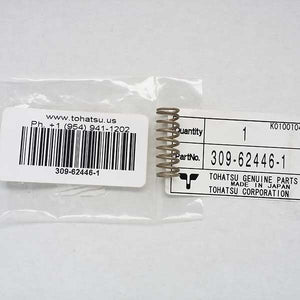 www.tohatsu.us
Ph. +1 (954) 941-1202
309-62446-1
K010010
Quantity 1
PartNo. 309-62446-1
TOHATSU GENUINE PARTS
MADE IN JAPAN
TOHATSU CORPORATION